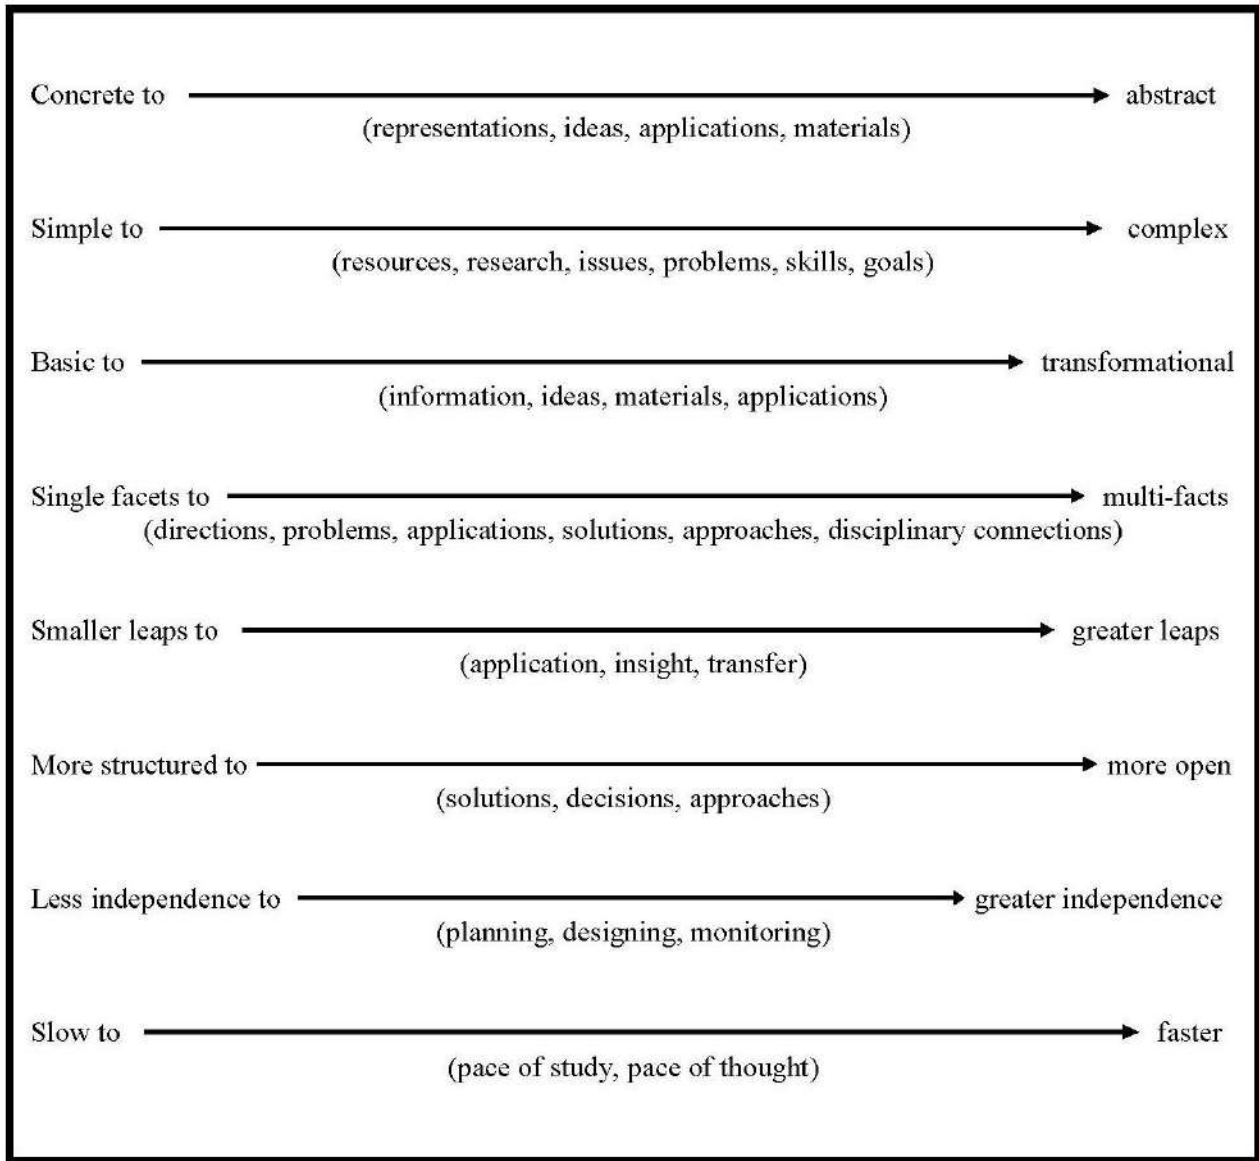 Concrete to abstract
(representations, ideas, applications, materials)
Simple to complex
(resources, research, issues, problems, skills, goals)
Basic to transformational
(information, ideas, materials, applications)
Single facets to multi-facts
(directions, problems, applications, solutions, approaches, disciplinary connections)
Smaller leaps to greater leaps
(application, insight, transfer)
More structured to more open
(solutions, decisions, approaches)
Less independence to greater independence
(planning, designing, monitoring)
Slow to faster
(pace of study, pace of thought)